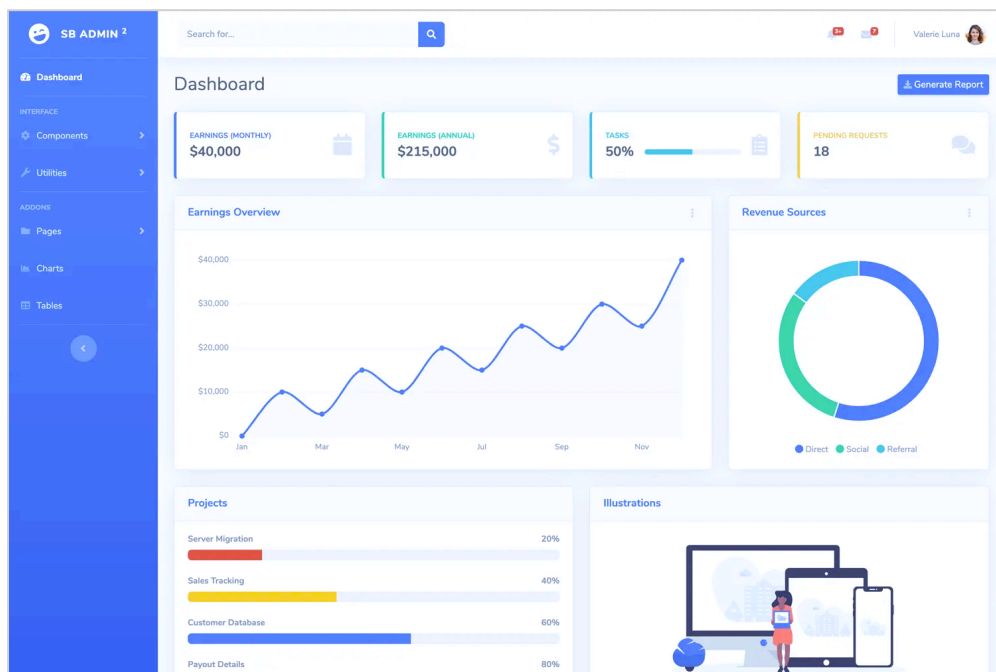 SB ADMIN 2
Search for...
3+
7
Valerie Luna
Dashboard
INTERFACE
Components
Utilities
ADDONS
Pages
Charts
Tables
Dashboard
Generate Report
EARNINGS (MONTHLY)
$40,000
EARNINGS (ANNUAL)
$215,000
TASKS
50%
PENDING REQUESTS
18
Earnings Overview
$40,000
$30,000
$20,000
$10,000
$0
Jan Mar May Jul Sep Nov
Revenue Sources
Direct Social Referral
Projects
Server Migration 20%
Sales Tracking 40%
Customer Database 60%
Payout Details 80%
Illustrations